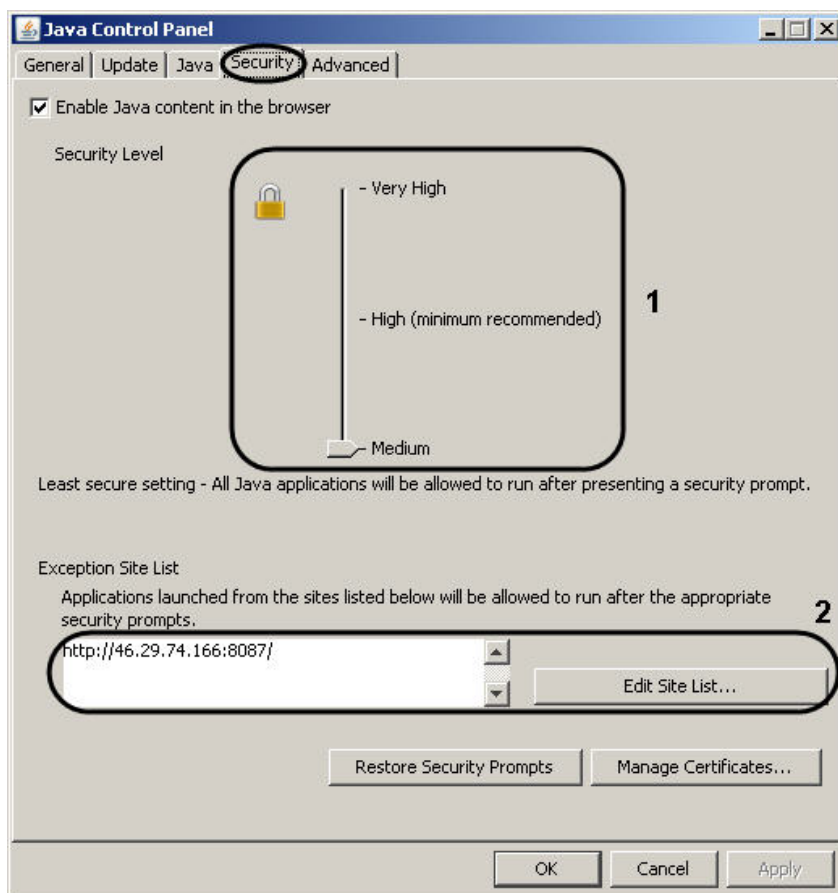 Java Control Panel
General Update Java Security Advanced
Enable Java content in the browser
Security Level
- Very High
- High (minimum recommended)
1
- Medium
Least secure setting - All Java applications will be allowed to run after presenting a security prompt.
Exception Site List
Applications launched from the sites listed below will be allowed to run after the appropriate
security prompts.
2
http://46.29.74.166:8087/
Edit Site List...
Restore Security Prompts Manage Certificates...
OK Cancel Apply